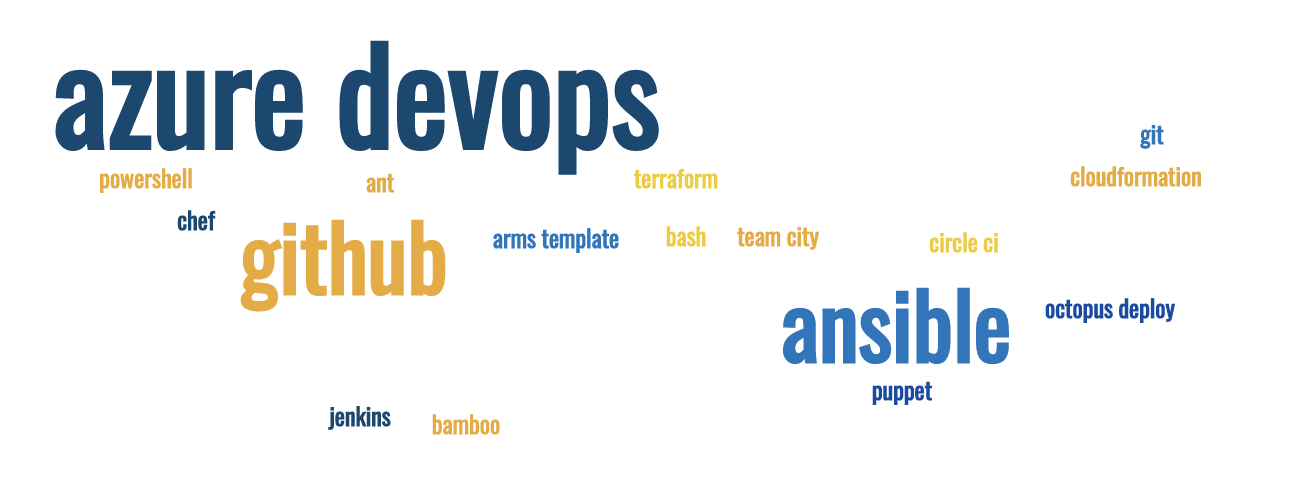 azure devops
git
powershell ant terraform cloudformation
chef
github arms template bash team city circle ci
ansible octopus deploy
puppet
jenkins bamboo